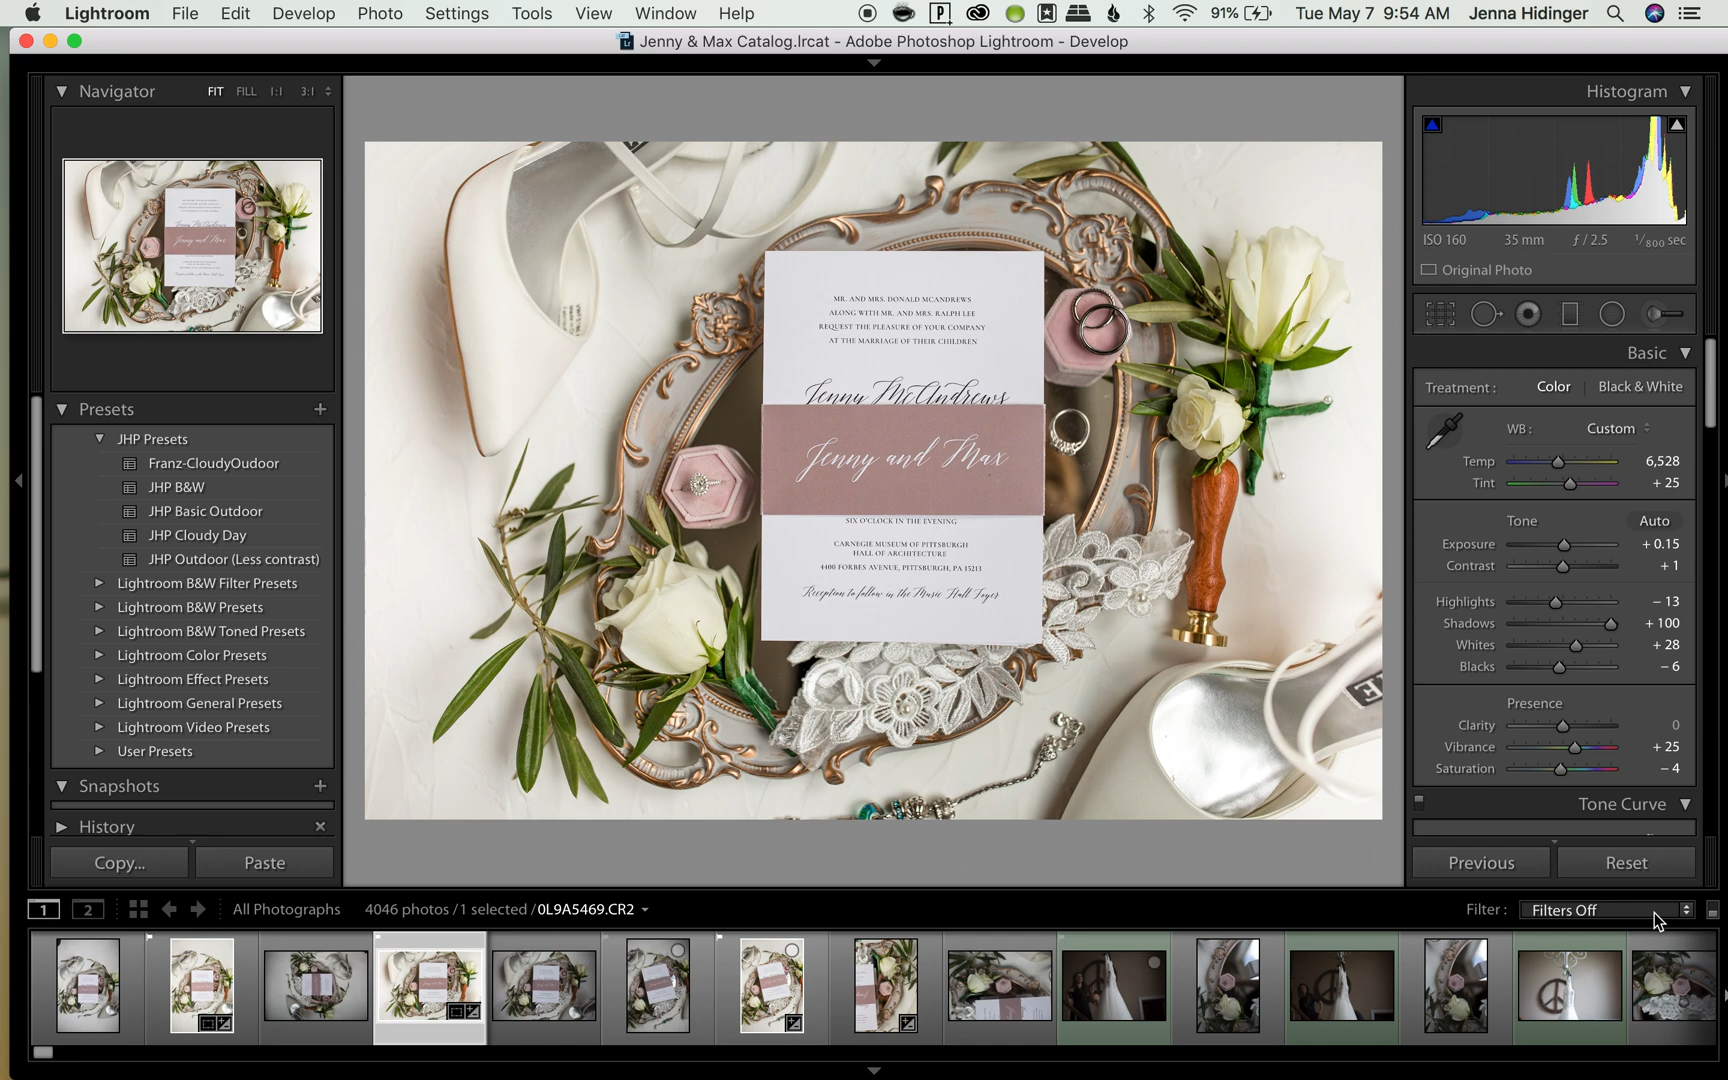 Lightroom File Edit Develop Photo Settings Tools View Window Help 91% Tue May 7 9:54 AM Jenna Hidinger
Jenny & Max Catalog.lrcat - Adobe Photoshop Lightroom - Develop
Navigator FIT FILL 1:1 3:1
Presets
JHP Presets
Franz-CloudyOudoor
JHP B&W
JHP Basic Outdoor
JHP Cloudy Day
JHP Outdoor (Less contrast)
Lightroom B&W Filter Presets
Lightroom B&W Presets
Lightroom B&W Toned Presets
Lightroom Color Presets
Lightroom Effect Presets
Lightroom General Presets
Lightroom Video Presets
User Presets
Snapshots
History
Copy... Paste
MR. AND MRS. DONALD MCANDREWS
ALONG WITH MR. AND MRS. RALPH LEE
REQUEST THE PLEASURE OF YOUR COMPANY
AT THE MARRIAGE OF THEIR CHILDREN
Jenny McAndrews
Jenny and Max
SIX O'CLOCK IN THE EVENING
CARNEGIE MUSEUM OF PITTSBURGH
HALL OF ARCHITECTURE
4400 FORBES AVENUE, PITTSBURGH, PA 15213
Reception to follow in the Music Hall Foyer
Histogram
ISO 160 35 mm ƒ / 2.5 1/800 sec
Original Photo
Basic
Treatment : Color Black & White
WB : Custom
Temp 6,528
Tint + 25
Tone Auto
Exposure + 0.15
Contrast + 1
Highlights − 13
Shadows + 100
Whites + 28
Blacks − 6
Presence
Clarity 0
Vibrance + 25
Saturation − 4
Tone Curve
Previous Reset
1 2 All Photographs 4046 photos / 1 selected / 0L9A5469.CR2 Filter : Filters Off